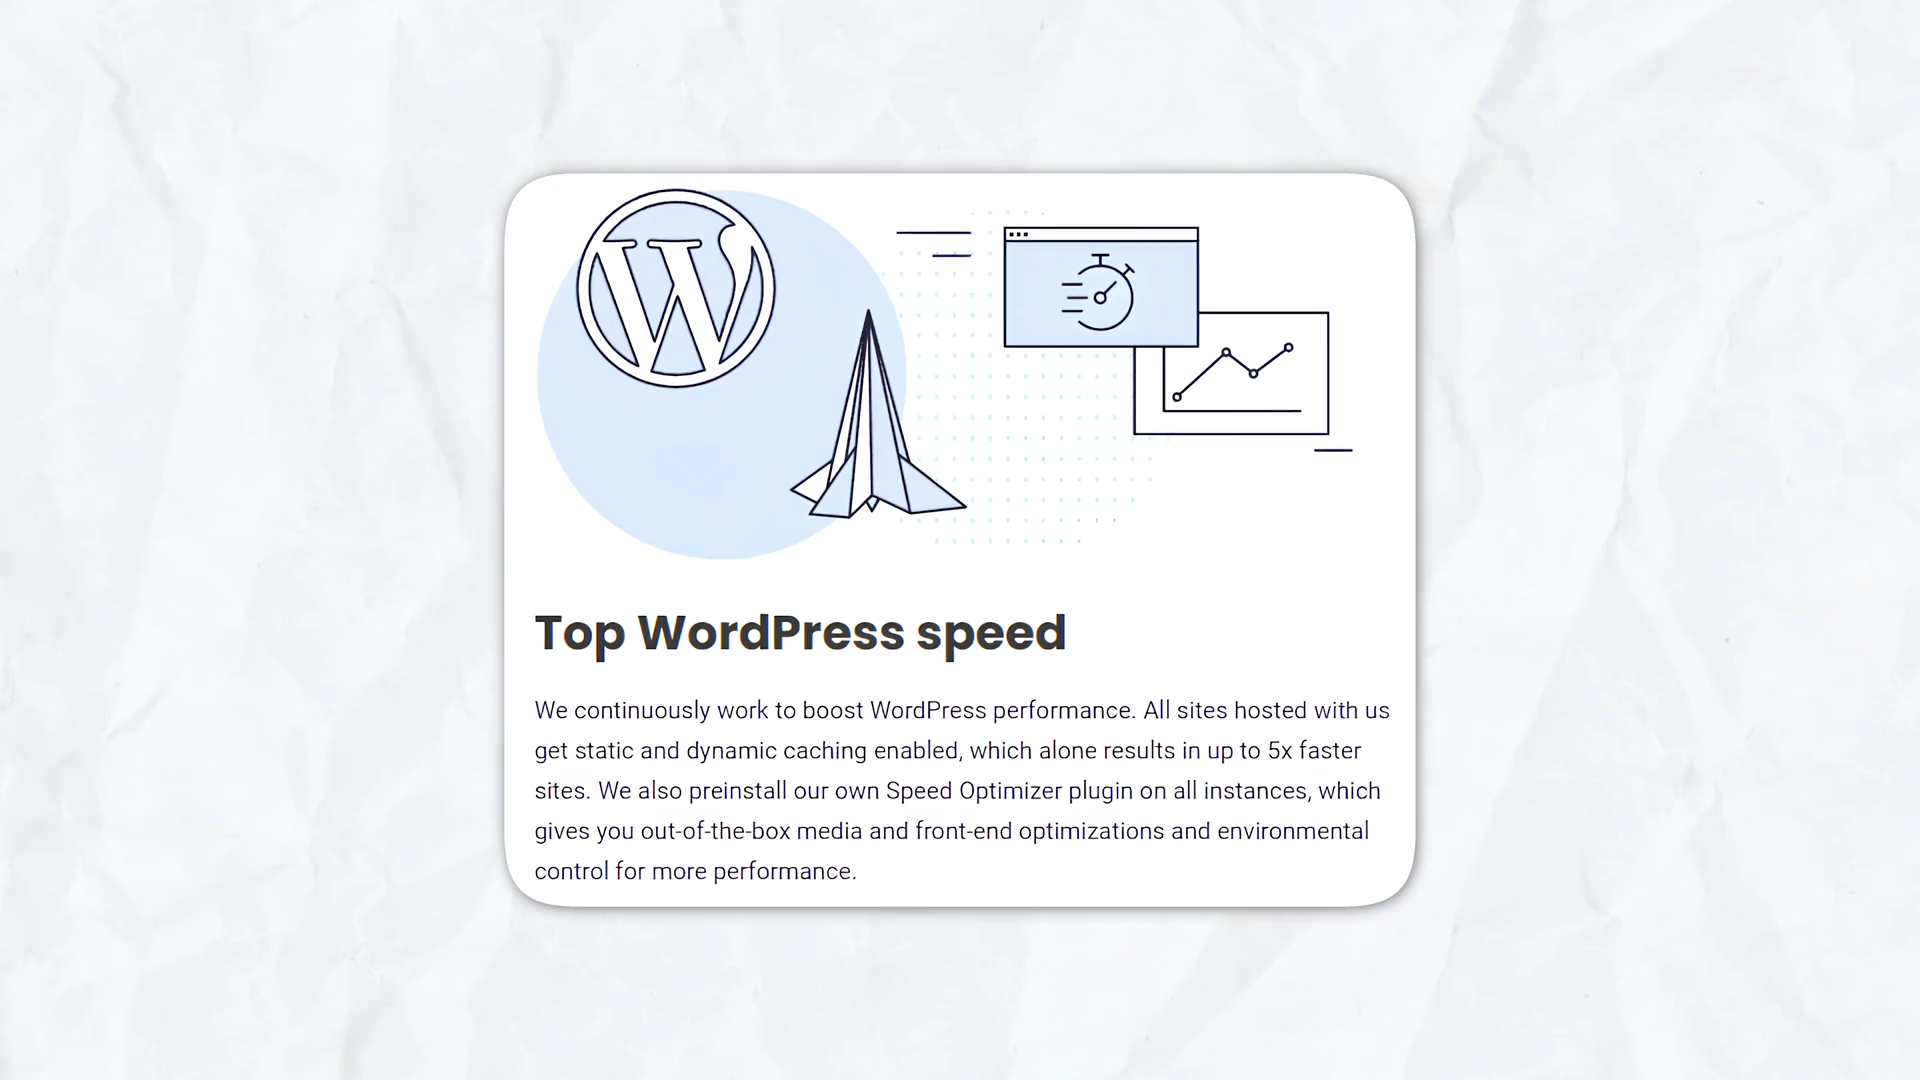 Top WordPress speed
We continuously work to boost WordPress performance. All sites hosted with us
get static and dynamic caching enabled, which alone results in up to 5x faster
sites. We also preinstall our own Speed Optimizer plugin on all instances, which
gives you out-of-the-box media and front-end optimizations and environmental
control for more performance.